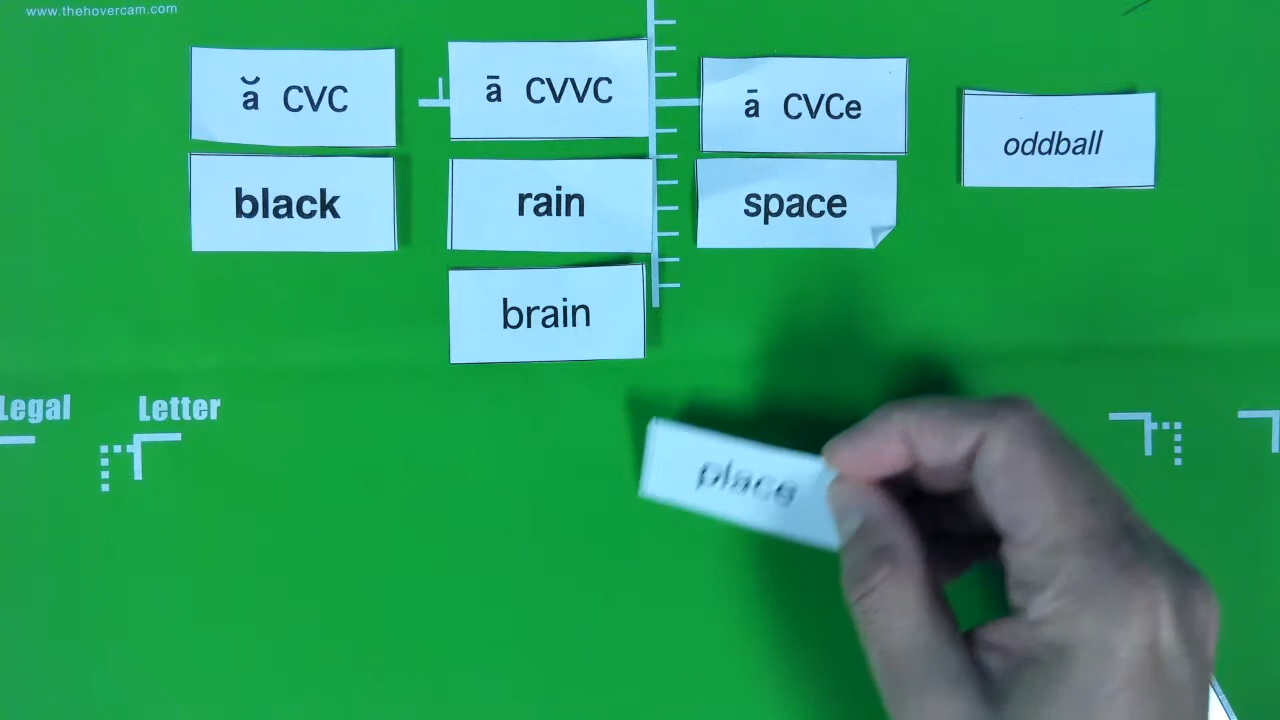 www.thehovercam.com
ă CVC
ā CVVC
ā CVCe
oddball
black
rain
space
brain
Legal
Letter
place